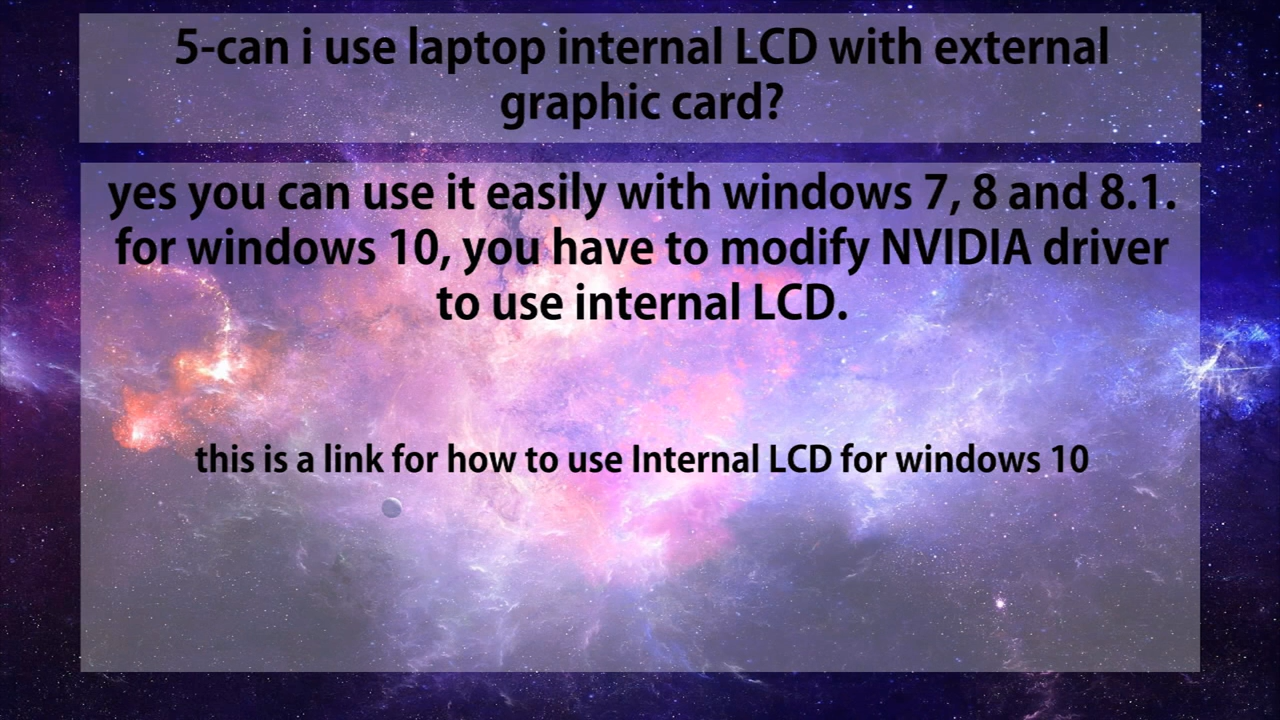 5-can i use laptop internal LCD with external
graphic card?
yes you can use it easily with windows 7, 8 and 8.1.
for windows 10, you have to modify NVIDIA driver
to use internal LCD.
this is a link for how to use Internal LCD for windows 10